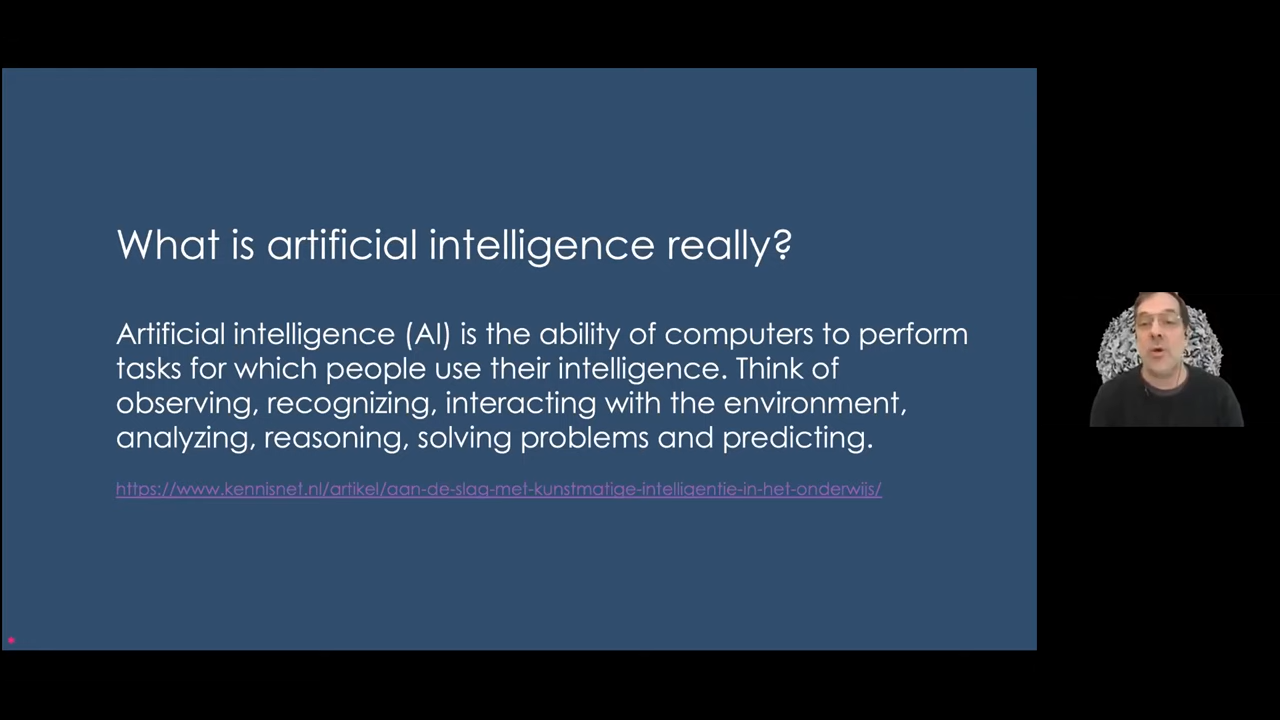 What is artificial intelligence really?
Artificial intelligence (AI) is the ability of computers to perform
tasks for which people use their intelligence. Think of
observing, recognizing, interacting with the environment,
analyzing, reasoning, solving problems and predicting.
https://www.kennisnet.nl/artikel/aan-de-slag-met-kunstmatige-intelligentie-in-het-onderwijs/